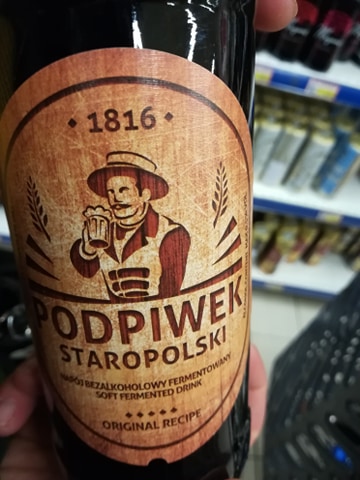 1816
PODPIWEK
STAROPOLSKI
NAPÓJ BEZALKOHOLOWY FERMENTOWANY
SOFT FERMENTED DRINK
ORIGINAL RECIPE